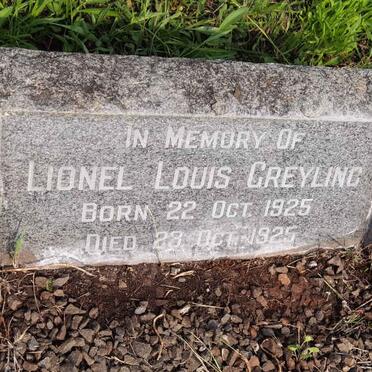 IN MEMORY OF
LIONEL LOUIS GREYLING
BORN 22 OCT. 1925
DIED 23 OCT. 1925